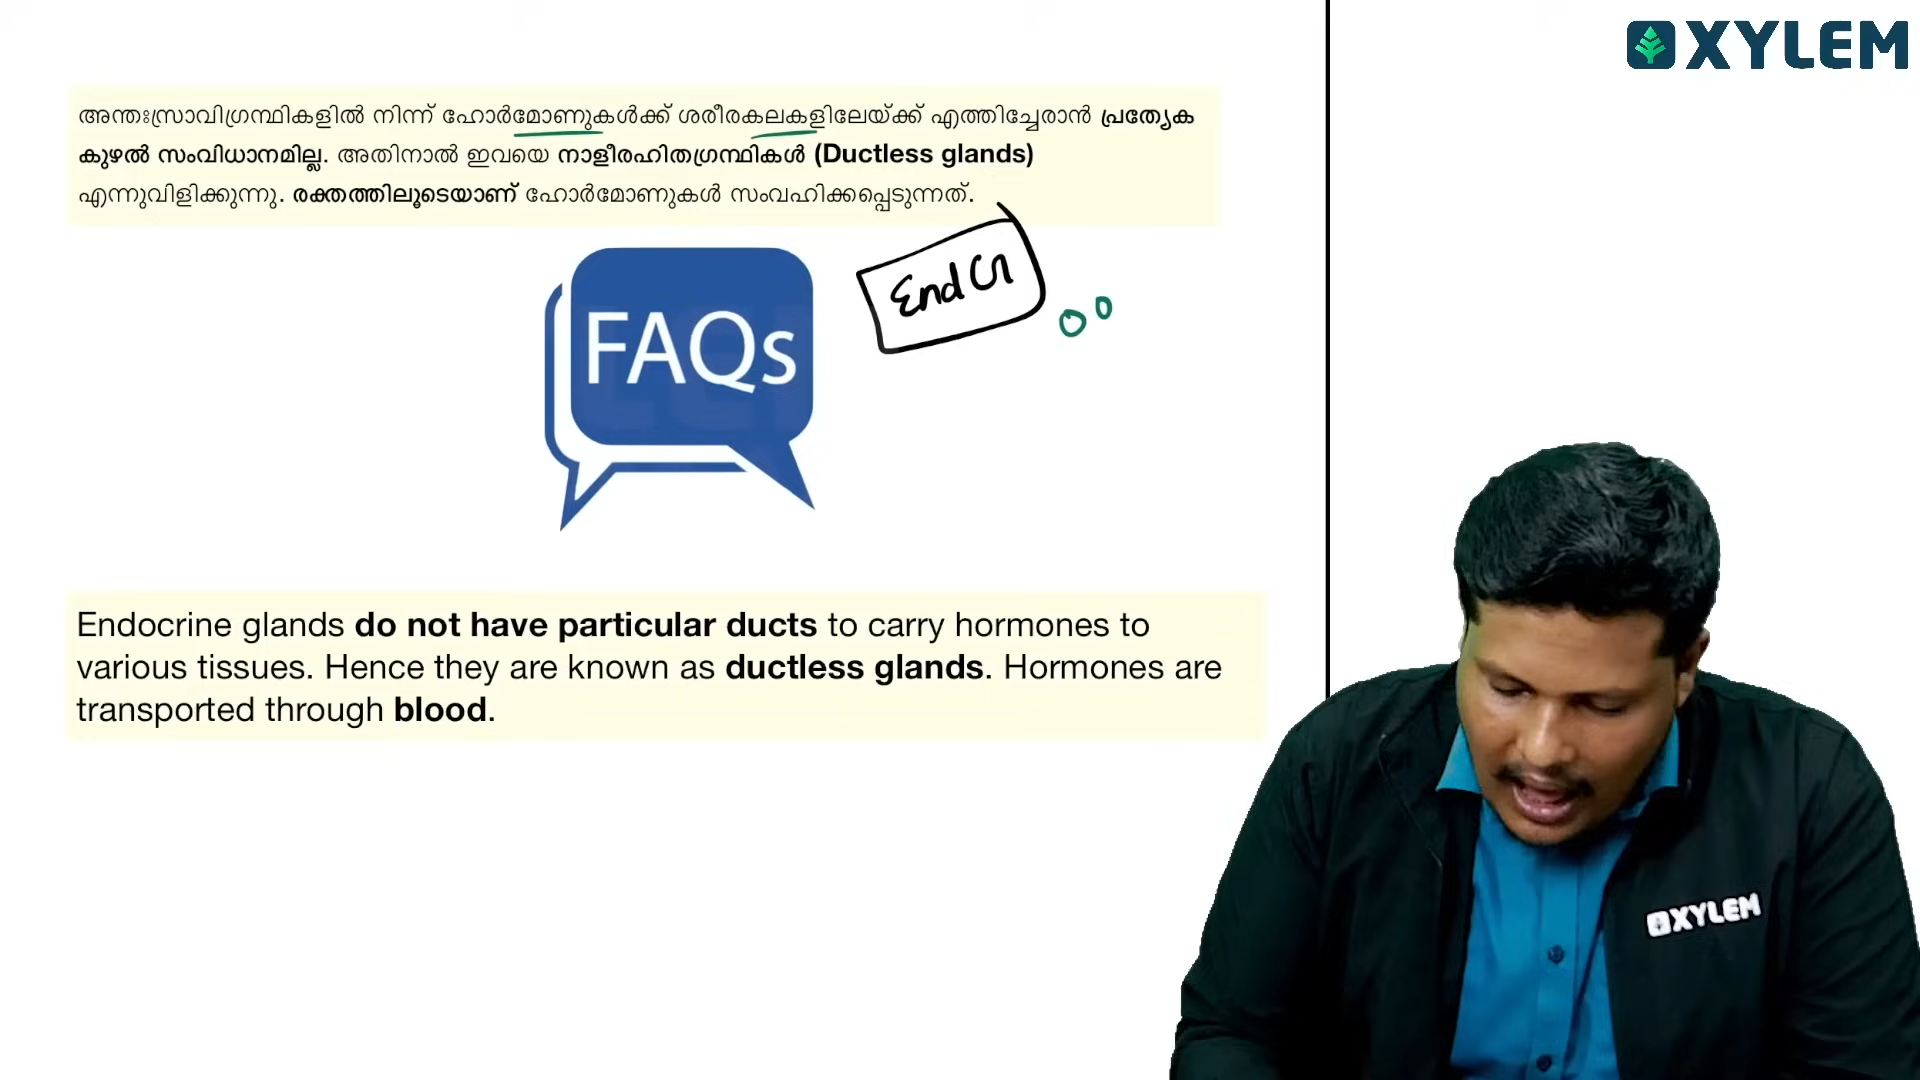 XYLEM
അന്തഃസ്രാവിഗ്രന്ഥികളിൽ നിന്ന് ഹോർമോണുകൾക്ക് ശരീരകലകളിലേയ്ക്ക് എത്തിച്ചേരാൻ പ്രത്യേക
കുഴൽ സംവിധാനമില്ല. അതിനാൽ ഇവയെ നാളീരഹിതഗ്രന്ഥികൾ (Ductless glands)
എന്നുവിളിക്കുന്നു. രക്തത്തിലൂടെയാണ് ഹോർമോണുകൾ സംവഹിക്കപ്പെടുന്നത്.
FAQs
Endocrine glands do not have particular ducts to carry hormones to
various tissues. Hence they are known as ductless glands. Hormones are
transported through blood.
XYLEM